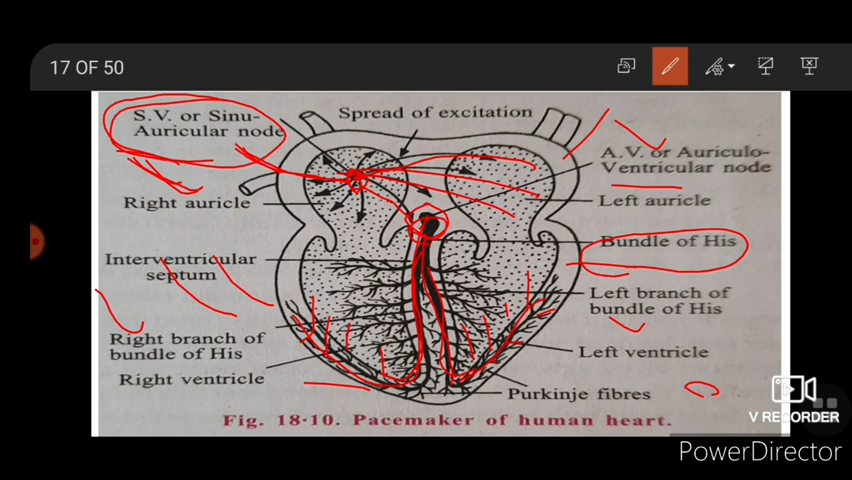 17 OF 50
S.V. or Sinu-
Auricular node
Spread of excitation
A.V. or Auriculo-
Ventricular node
Right auricle
Left auricle
Bundle of His
Interventricular
septum
Left branch of
bundle of His
Right branch of
bundle of His
Left ventricle
Right ventricle
Purkinje fibres
Fig. 18·10. Pacemaker of human heart.
V RECORDER
PowerDirector